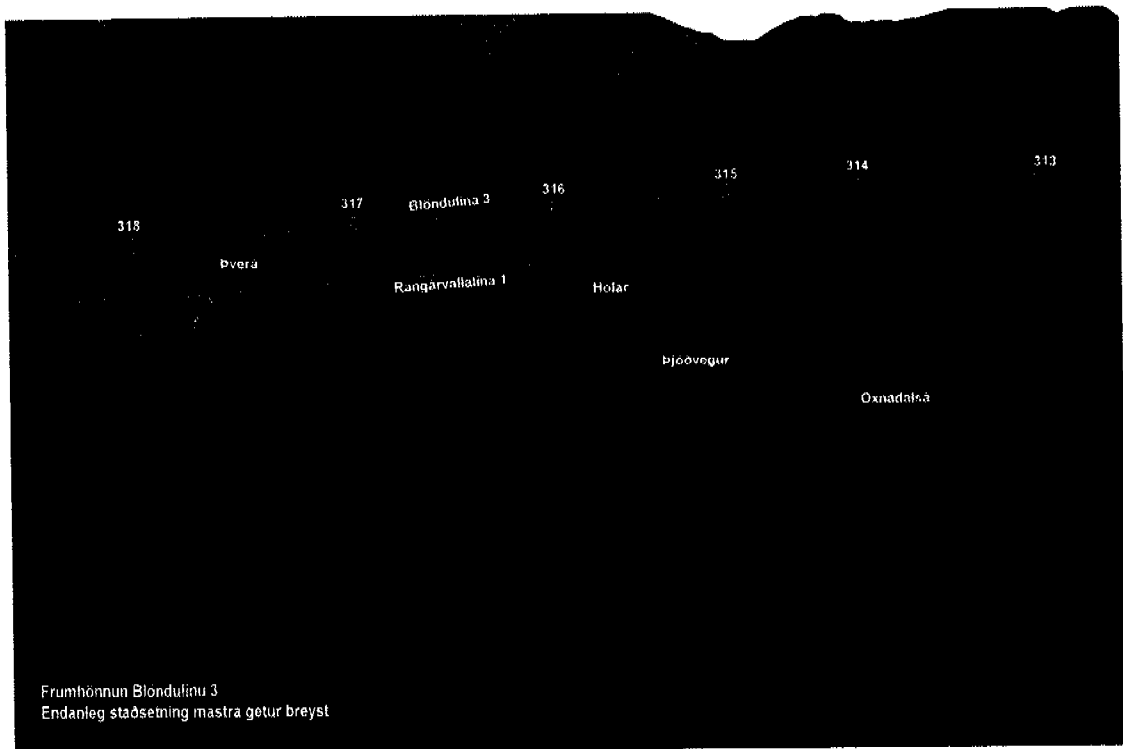 313
314
315
316
317
Blöndulína 3
318
Þverá
Rangárvallalína 1
Hólar
Þjóðvegur
Öxnadalsá
Frumhönnun Blöndulínu 3
Endanleg staðsetning mastra getur breyst